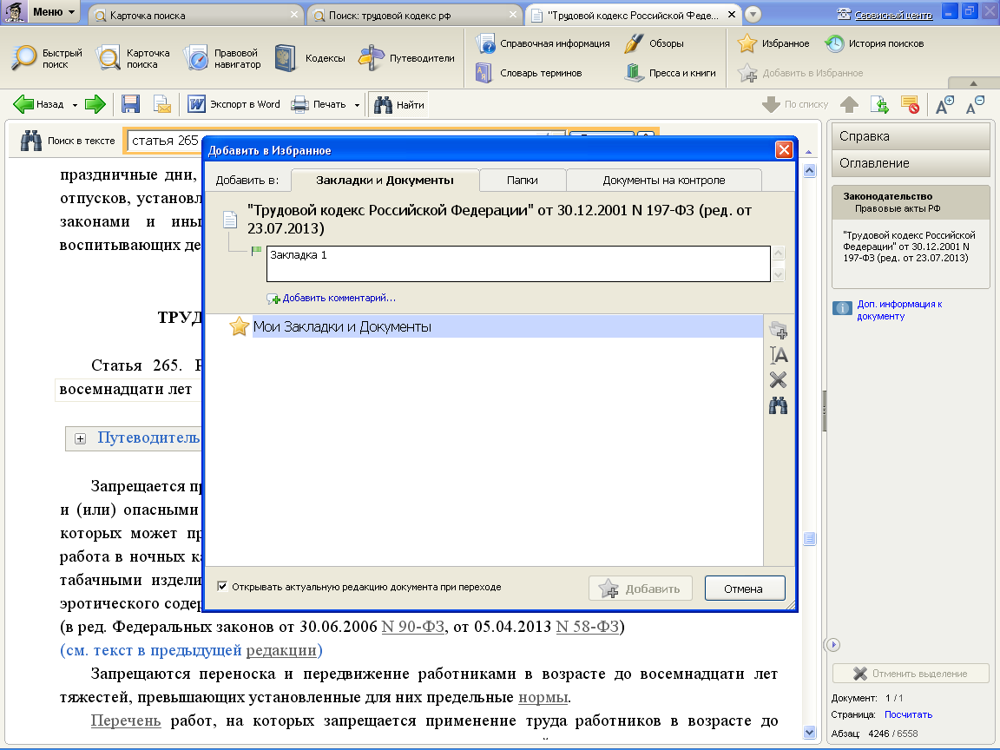 Меню
Карточка поиска
Поиск: трудовой кодекс рф
"Трудовой кодекс Российской Феде...
Сервисный центр
Быстрый поиск
Карточка поиска
Правовой навигатор
Кодексы
Путеводители
Справочная информация
Словарь терминов
Обзоры
Пресса и книги
Избранное
История поисков
Добавить в Избранное
Назад
Экспорт в Word
Печать
Найти
По списку
Поиск в тексте
статья 265
Добавить в Избранное
Добавить в:
Закладки и Документы
Папки
Документы на контроле
"Трудовой кодекс Российской Федерации" от 30.12.2001 N 197-ФЗ (ред. от
23.07.2013)
Закладка 1
Добавить комментарий...
Мои Закладки и Документы
Открывать актуальную редакцию документа при переходе
Добавить
Отмена
праздничные дни,
отпусков, установл
законами и ины
воспитывающих де
ТРУД
Статья 265. Р
восемнадцати лет
Путеводитель
Запрещается пр
и (или) опасными
которых может пр
работа в ночных ка
табачными издели
эротического содер
(в ред. Федеральных законов от 30.06.2006 N 90-ФЗ, от 05.04.2013 N 58-ФЗ)
(см. текст в предыдущей редакции)
Запрещаются переноска и передвижение работниками в возрасте до восемнадцати лет
тяжестей, превышающих установленные для них предельные нормы.
Перечень работ, на которых запрещается применение труда работников в возрасте до
Справка
Оглавление
Законодательство
Правовые акты РФ
"Трудовой кодекс Российской
Федерации" от 30.12.2001 N
197-ФЗ (ред. от 23.07.2013)
Доп. информация к
документу
Отменить выделение
Документ: 1 / 1
Страница: Посчитать
Абзац: 4246 / 6558